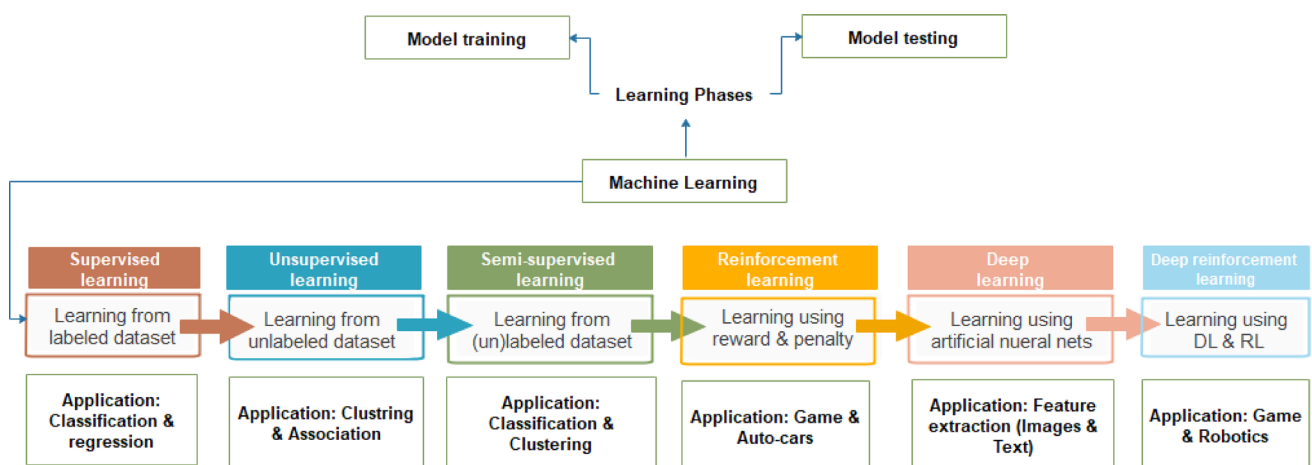 Model training
Model testing
Learning Phases
Machine Learning
Supervised
learning
Unsupervised
learning
Semi-supervised
learning
Reinforcement
learning
Deep
learning
Deep reinforcement
learning
Learning from
labeled dataset
Learning from
unlabeled dataset
Learning from
(un)labeled dataset
Learning using
reward & penalty
Learning using
artificial nueral nets
Learning using
DL & RL
Application:
Classification &
regression
Application: Clustring
& Association
Application:
Classification &
Clustering
Application: Game &
Auto-cars
Application: Feature
extraction (Images &
Text)
Application: Game
& Robotics